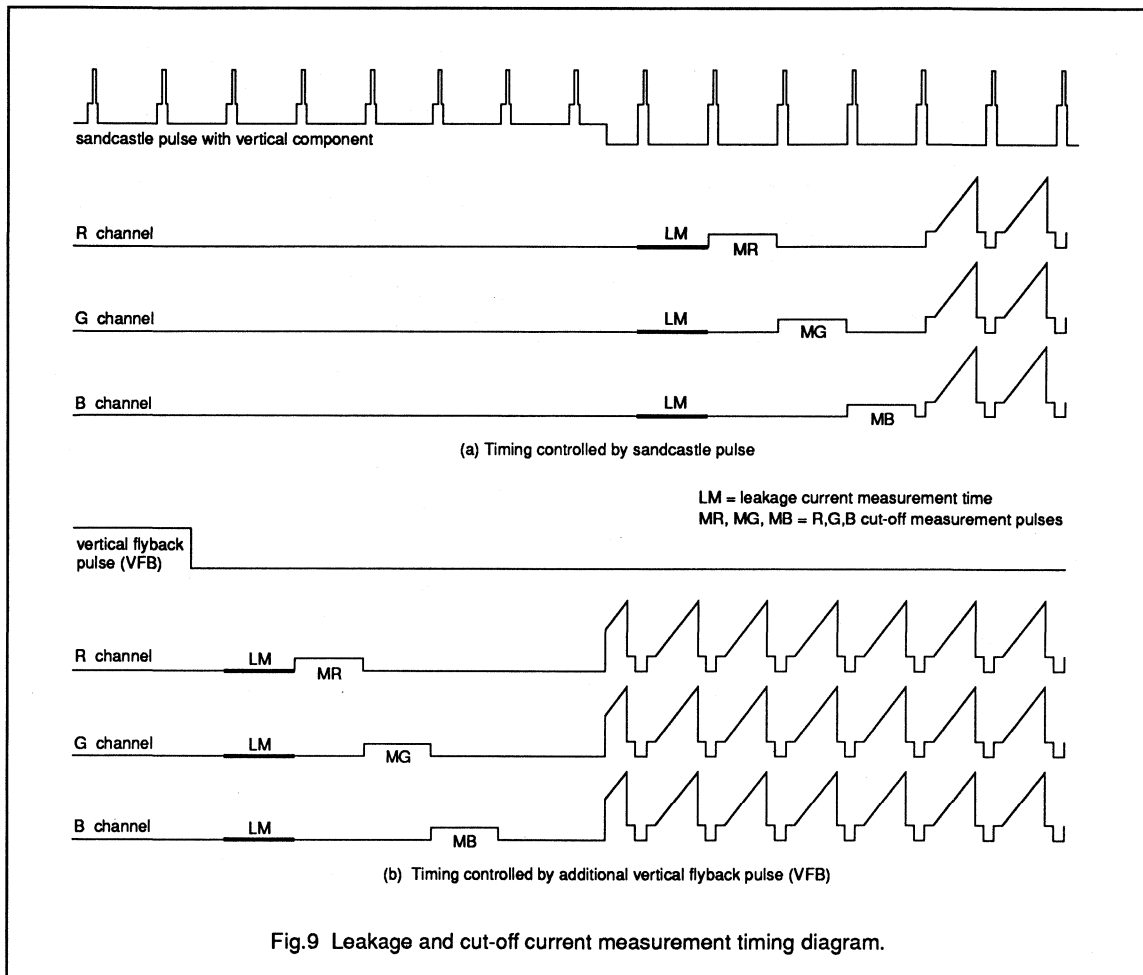 sandcastle pulse with vertical component
R channel
LM
MR
G channel
LM
MG
B channel
LM
MB
(a) Timing controlled by sandcastle pulse
LM = leakage current measurement time
MR, MG, MB = R,G,B cut-off measurement pulses
vertical flyback
pulse (VFB)
R channel
LM
MR
G channel
LM
MG
B channel
LM
MB
(b) Timing controlled by additional vertical flyback pulse (VFB)
Fig.9 Leakage and cut-off current measurement timing diagram.